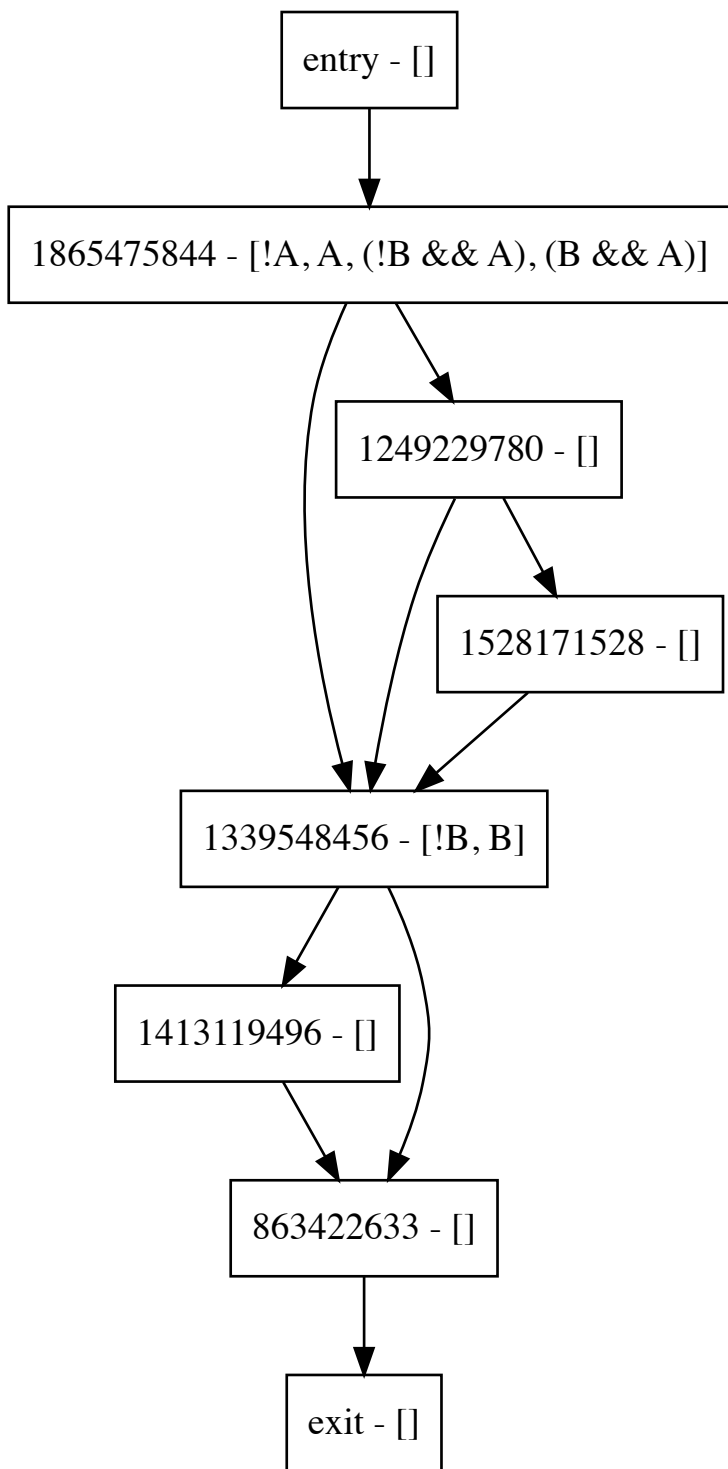 entry - []
1865475844 - [!A, A, (!B && A), (B && A)]
1249229780 - []
1528171528 - []
1339548456 - [!B, B]
1413119496 - []
863422633 - []
exit - []